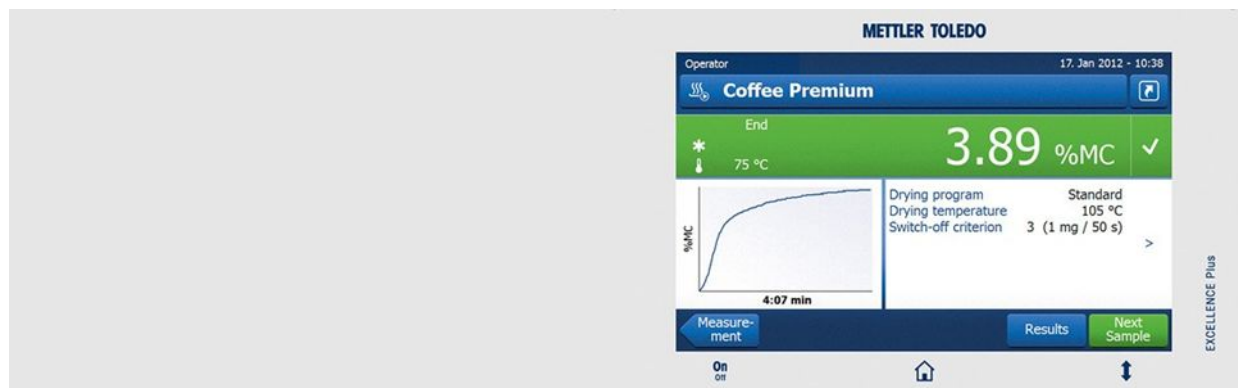 METTLER TOLEDO
Operator 17. Jan 2012 - 10:38
Coffee Premium
End
3.89 %MC
75 °C
Drying program Standard
Drying temperature 105 °C
Switch-off criterion 3 (1 mg / 50 s)
>
%MC
4:07 min
Measure-
ment
Results
Next
Sample
EXCELLENCE Plus
On
Off